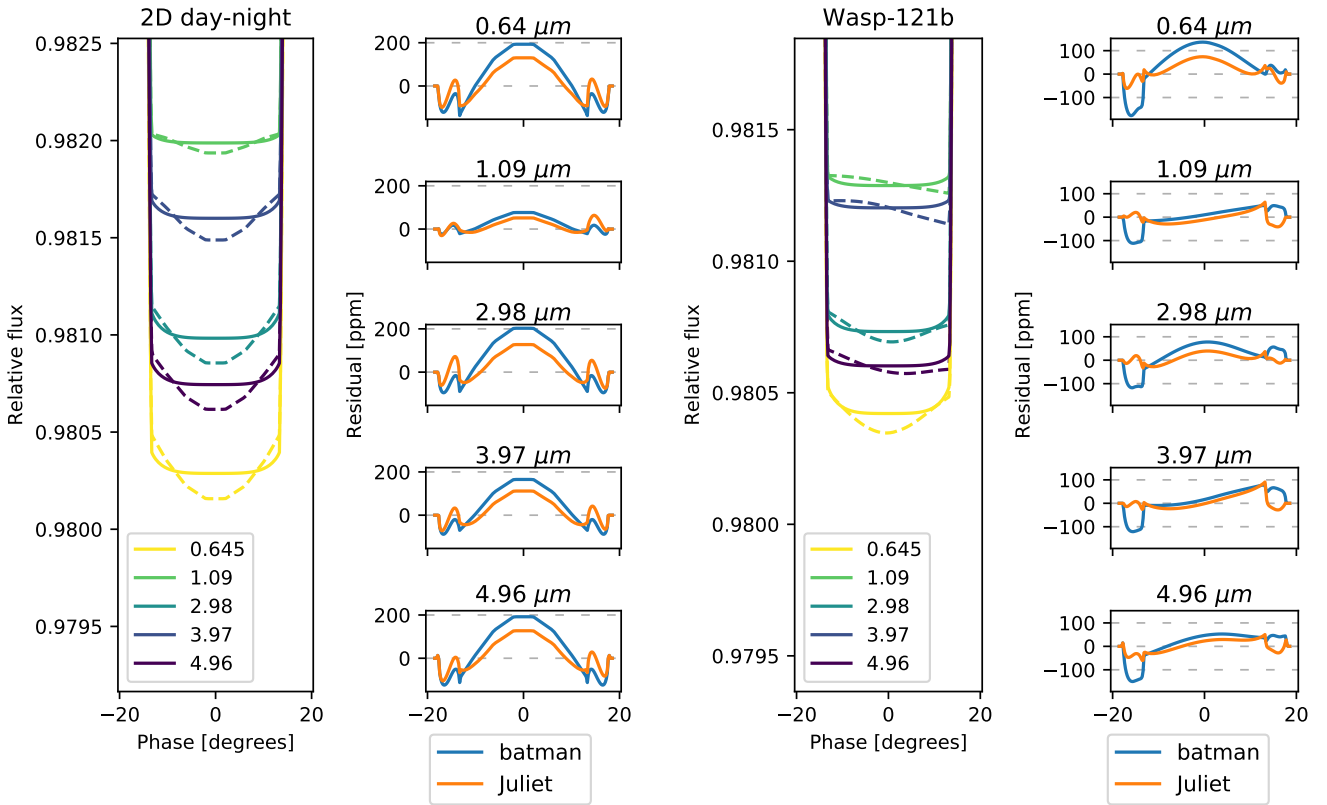 2D day-night
0.9825
0.9820
0.9815
0.9810
0.9805
0.9800
0.9795
Relative flux
0.645
1.09
2.98
3.97
4.96
−20
0
20
Phase [degrees]
0.64 μm
200
0
1.09 μm
200
0
2.98 μm
200
0
3.97 μm
200
0
4.96 μm
200
0
Residual [ppm]
−20
0
20
batman
Juliet
Wasp-121b
0.9815
0.9810
0.9805
0.9800
0.9795
Relative flux
0.645
1.09
2.98
3.97
4.96
−20
0
20
Phase [degrees]
0.64 μm
100
0
−100
1.09 μm
100
0
−100
2.98 μm
100
0
−100
3.97 μm
100
0
−100
4.96 μm
100
0
−100
Residual [ppm]
−20
0
20
batman
Juliet